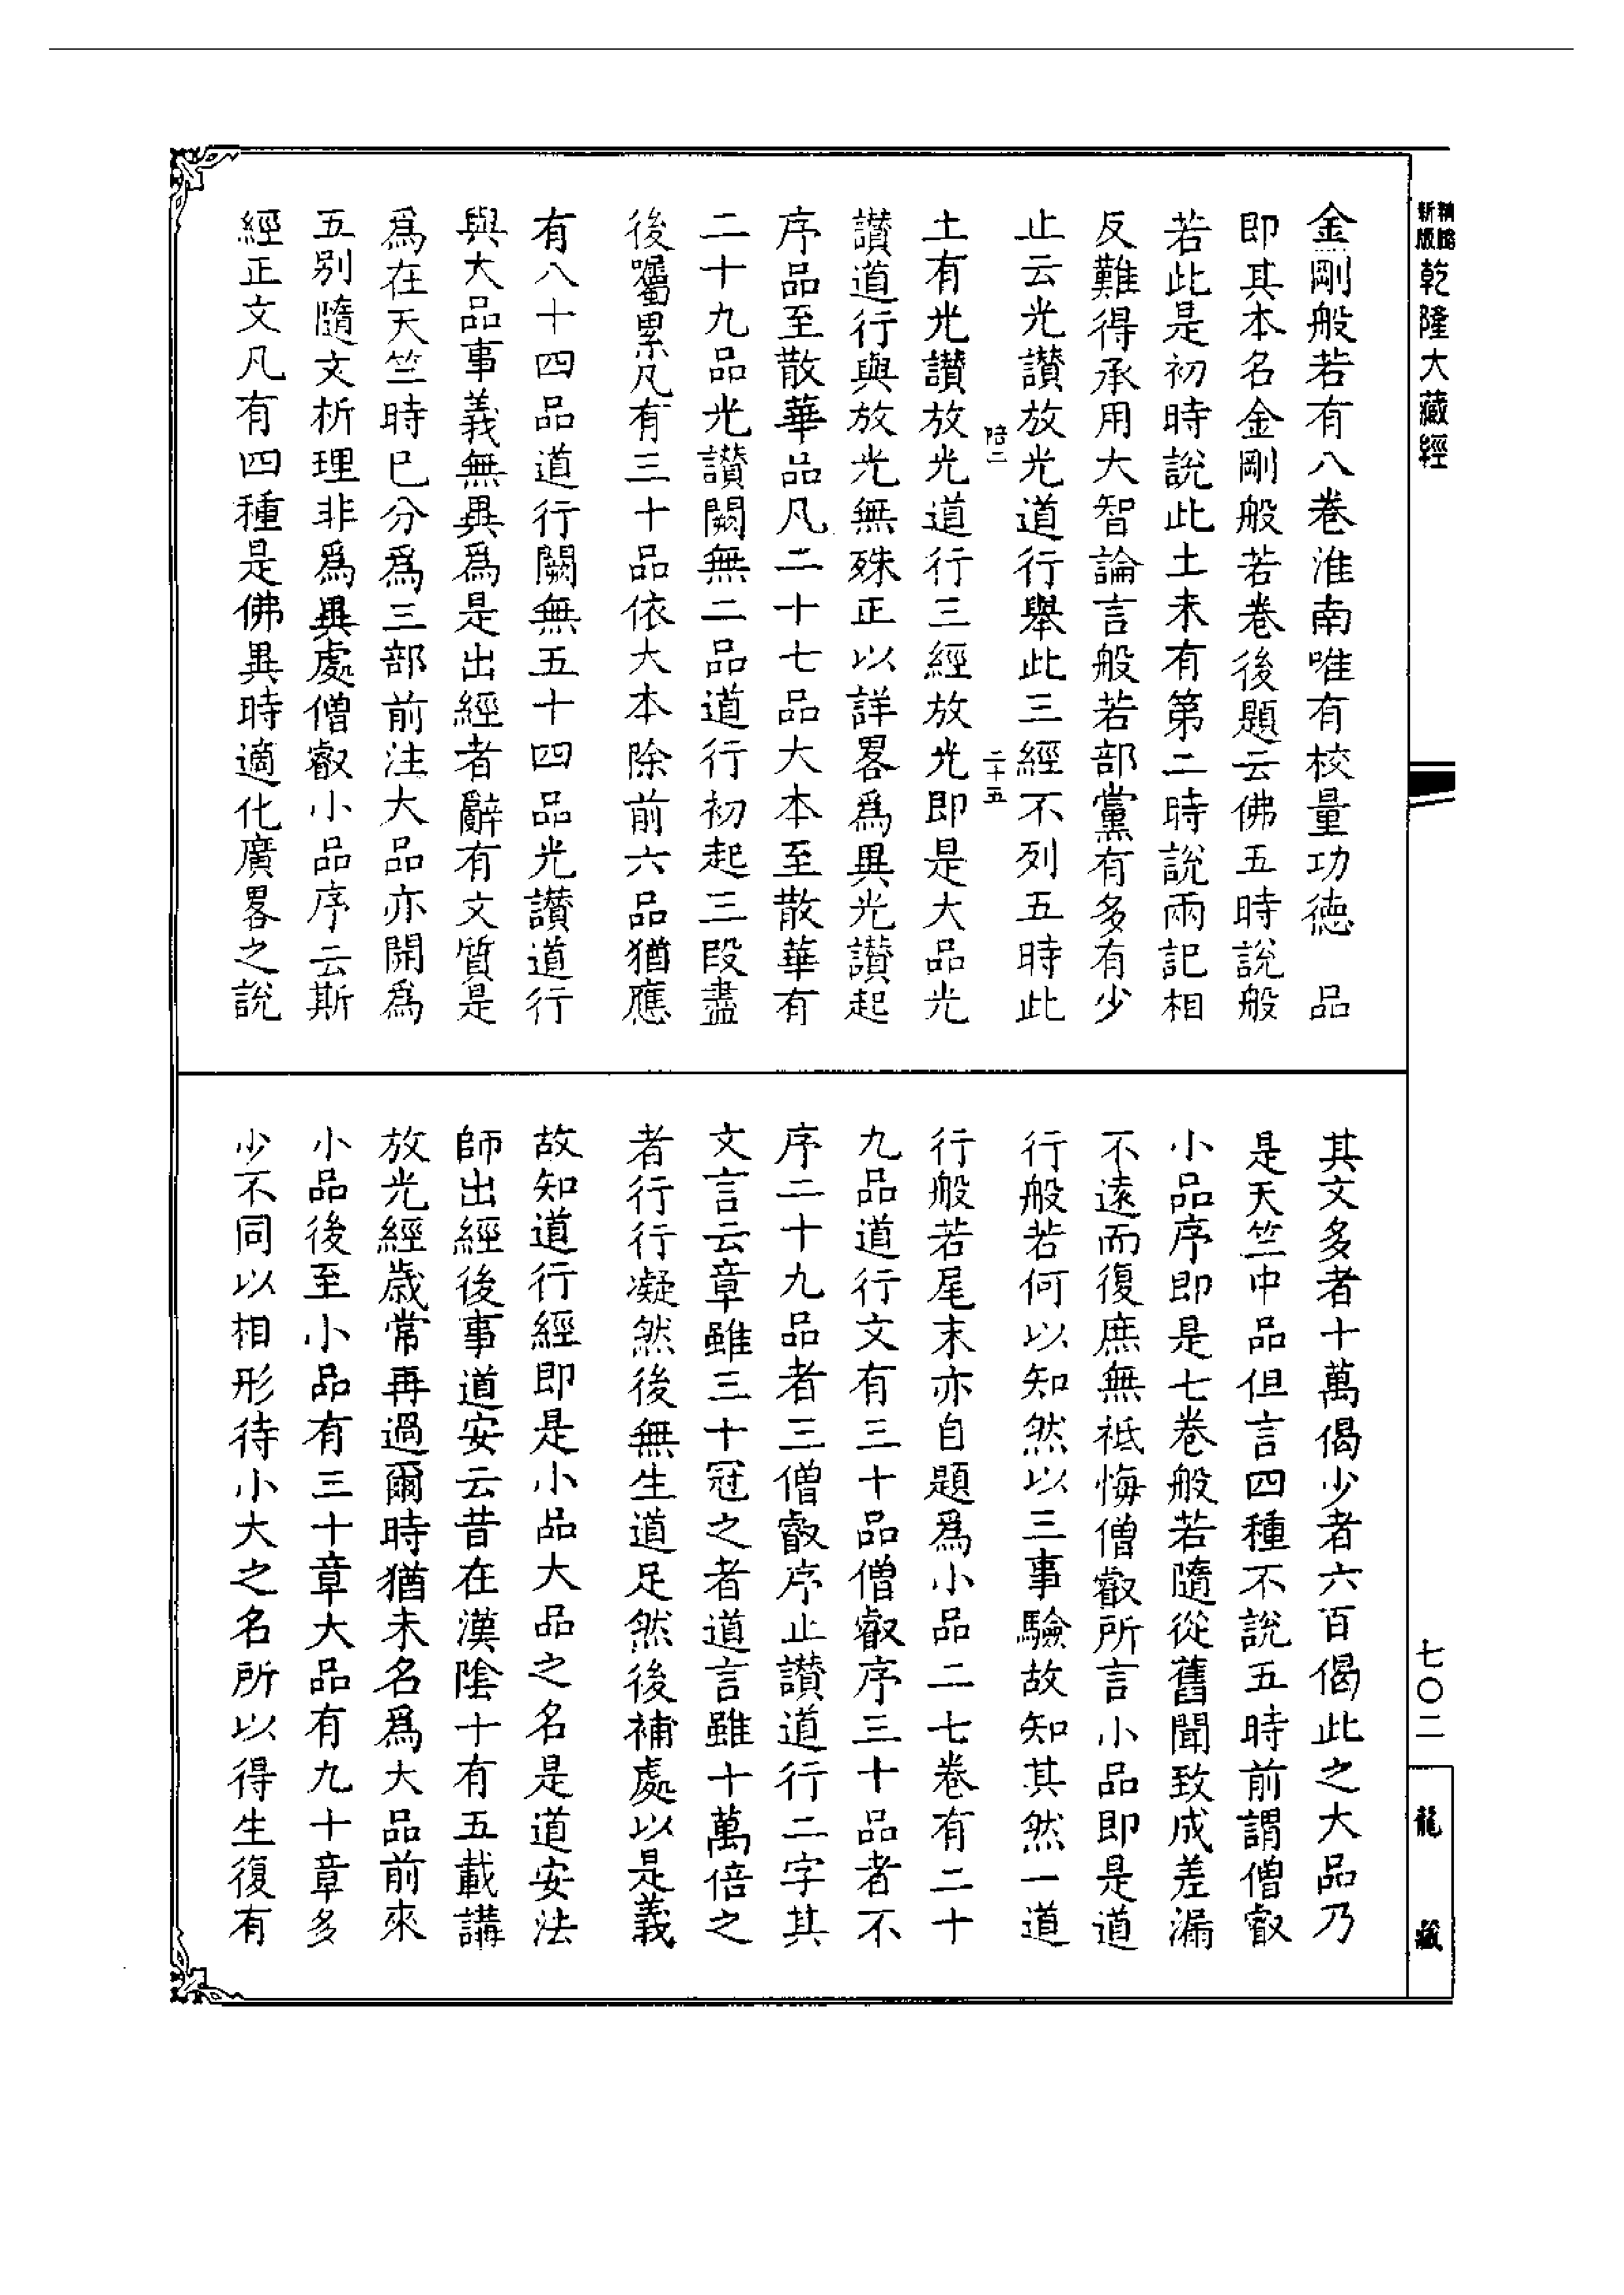 新版
精縮
乾隆大藏經
七〇二
龍藏
金剛般若有八卷淮南唯有校量功德　品
即其本名金剛般若卷後題云佛五時說般
若此是初時說此土未有第二時說兩記相
反難得承用大智論言般若部黨有多有少
止云光讚放光道行舉此三經不列五時此
陪二
二十五
土有光讚放光道行三經放光即是大品光
讚道行與放光無殊正以詳畧爲異光讚起
序品至散華品凡二十七品大本至散華有
二十九品光讚闕無二品道行初起三段盡
後囑累凡有三十品依大本除前六品猶應
有八十四品道行闕無五十四品光讚道行
與大品事義無異爲是出經者辭有文質是
爲在天竺時已分爲三部前注大品亦開爲
五別隨文析理非爲異處僧叡小品序云斯
經正文凡有四種是佛異時適化廣畧之說
其文多者十萬偈少者六百偈此之大品乃
是天竺中品但言四種不說五時前謂僧叡
小品序即是七卷般若隨從舊聞致成差漏
不遠而復庶無祇悔僧叡所言小品即是道
行般若何以知然以三事驗故知其然一道
行般若尾末亦自題爲小品二七卷有二十
九品道行文有三十品僧叡序三十品者不
序二十九品者三僧叡序止讚道行二字其
文言云章雖三十冠之者道言雖十萬倍之
者行行凝然後無生道足然後補處以是義
故知道行經即是小品大品之名是道安法
師出經後事道安云昔在漢陰十有五載講
放光經歲常再過爾時猶未名爲大品前來
小品後至小品有三十章大品有九十章多
少不同以相形待小大之名所以得生復有